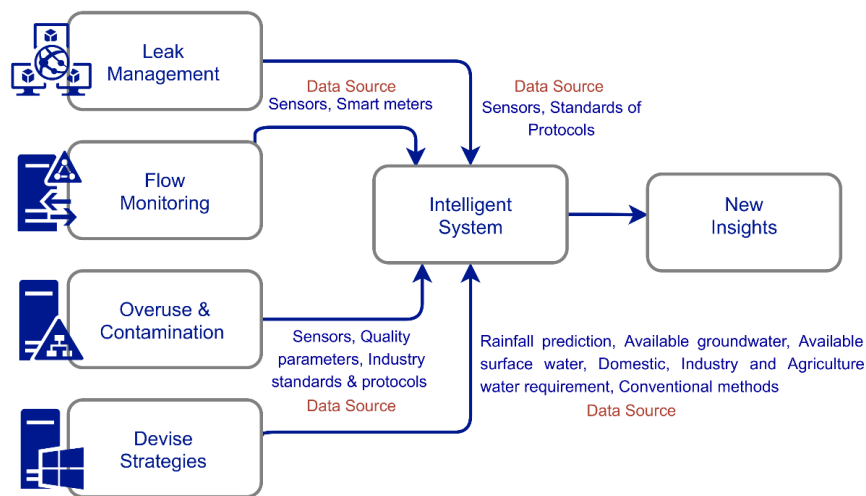 Leak
Management
Data Source
Sensors, Smart meters
Data Source
Sensors, Standards of
Protocols
Flow
Monitoring
Intelligent
System
New
Insights
Overuse &
Contamination
Sensors, Quality
parameters, Industry
standards & protocols
Data Source
Rainfall prediction, Available groundwater, Available
surface water, Domestic, Industry and Agriculture
water requirement, Conventional methods
Data Source
Devise
Strategies